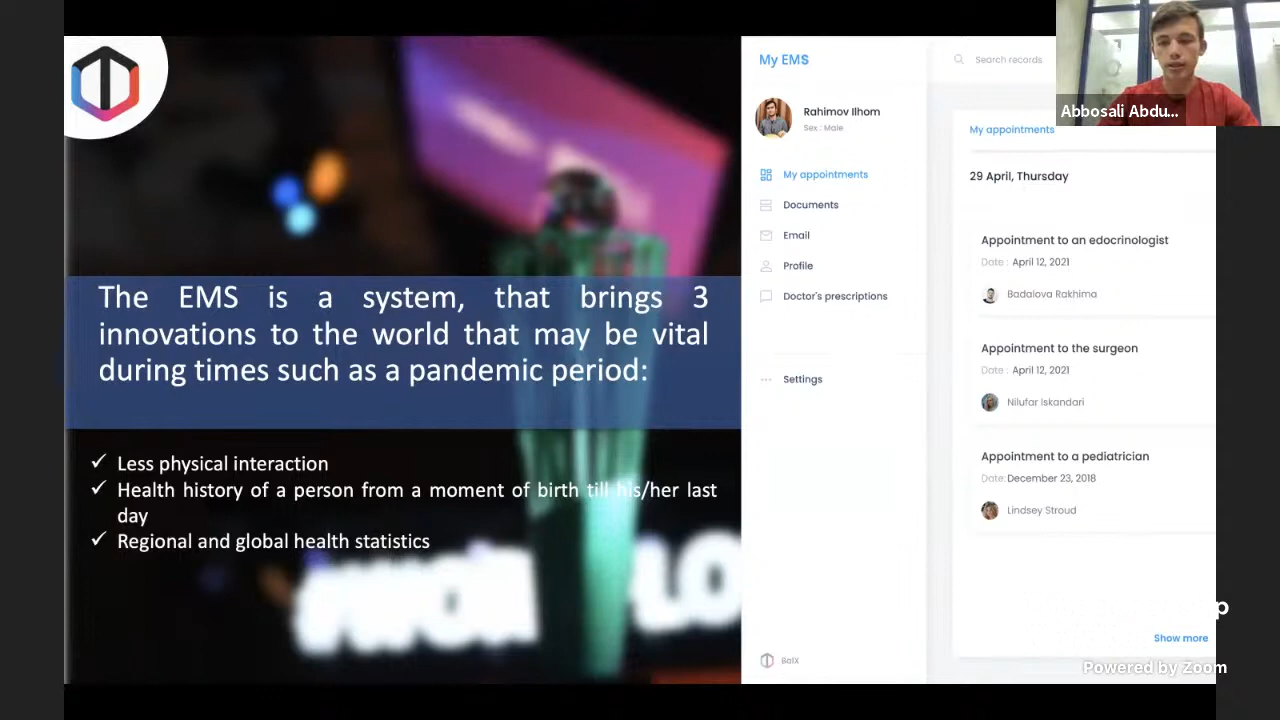 The EMS is a system, that brings 3
innovations to the world that may be vital
during times such as a pandemic period:
Less physical interaction
Health history of a person from a moment of birth till his/her last
day
Regional and global health statistics
My EMS
Rahimov Ilhom
Sex : Male
My appointments
Documents
Email
Profile
Doctor's prescriptions
Settings
BalX
Search records
My appointments
29 April, Thursday
Appointment to an edocrinologist
Date : April 12, 2021
Badalova Rakhima
Appointment to the surgeon
Date : April 12, 2021
Nilufar Iskandari
Appointment to a pediatrician
Date: December 23, 2018
Lindsey Stroud
Show more
Abbosali Abdu...
Powered by Zoom